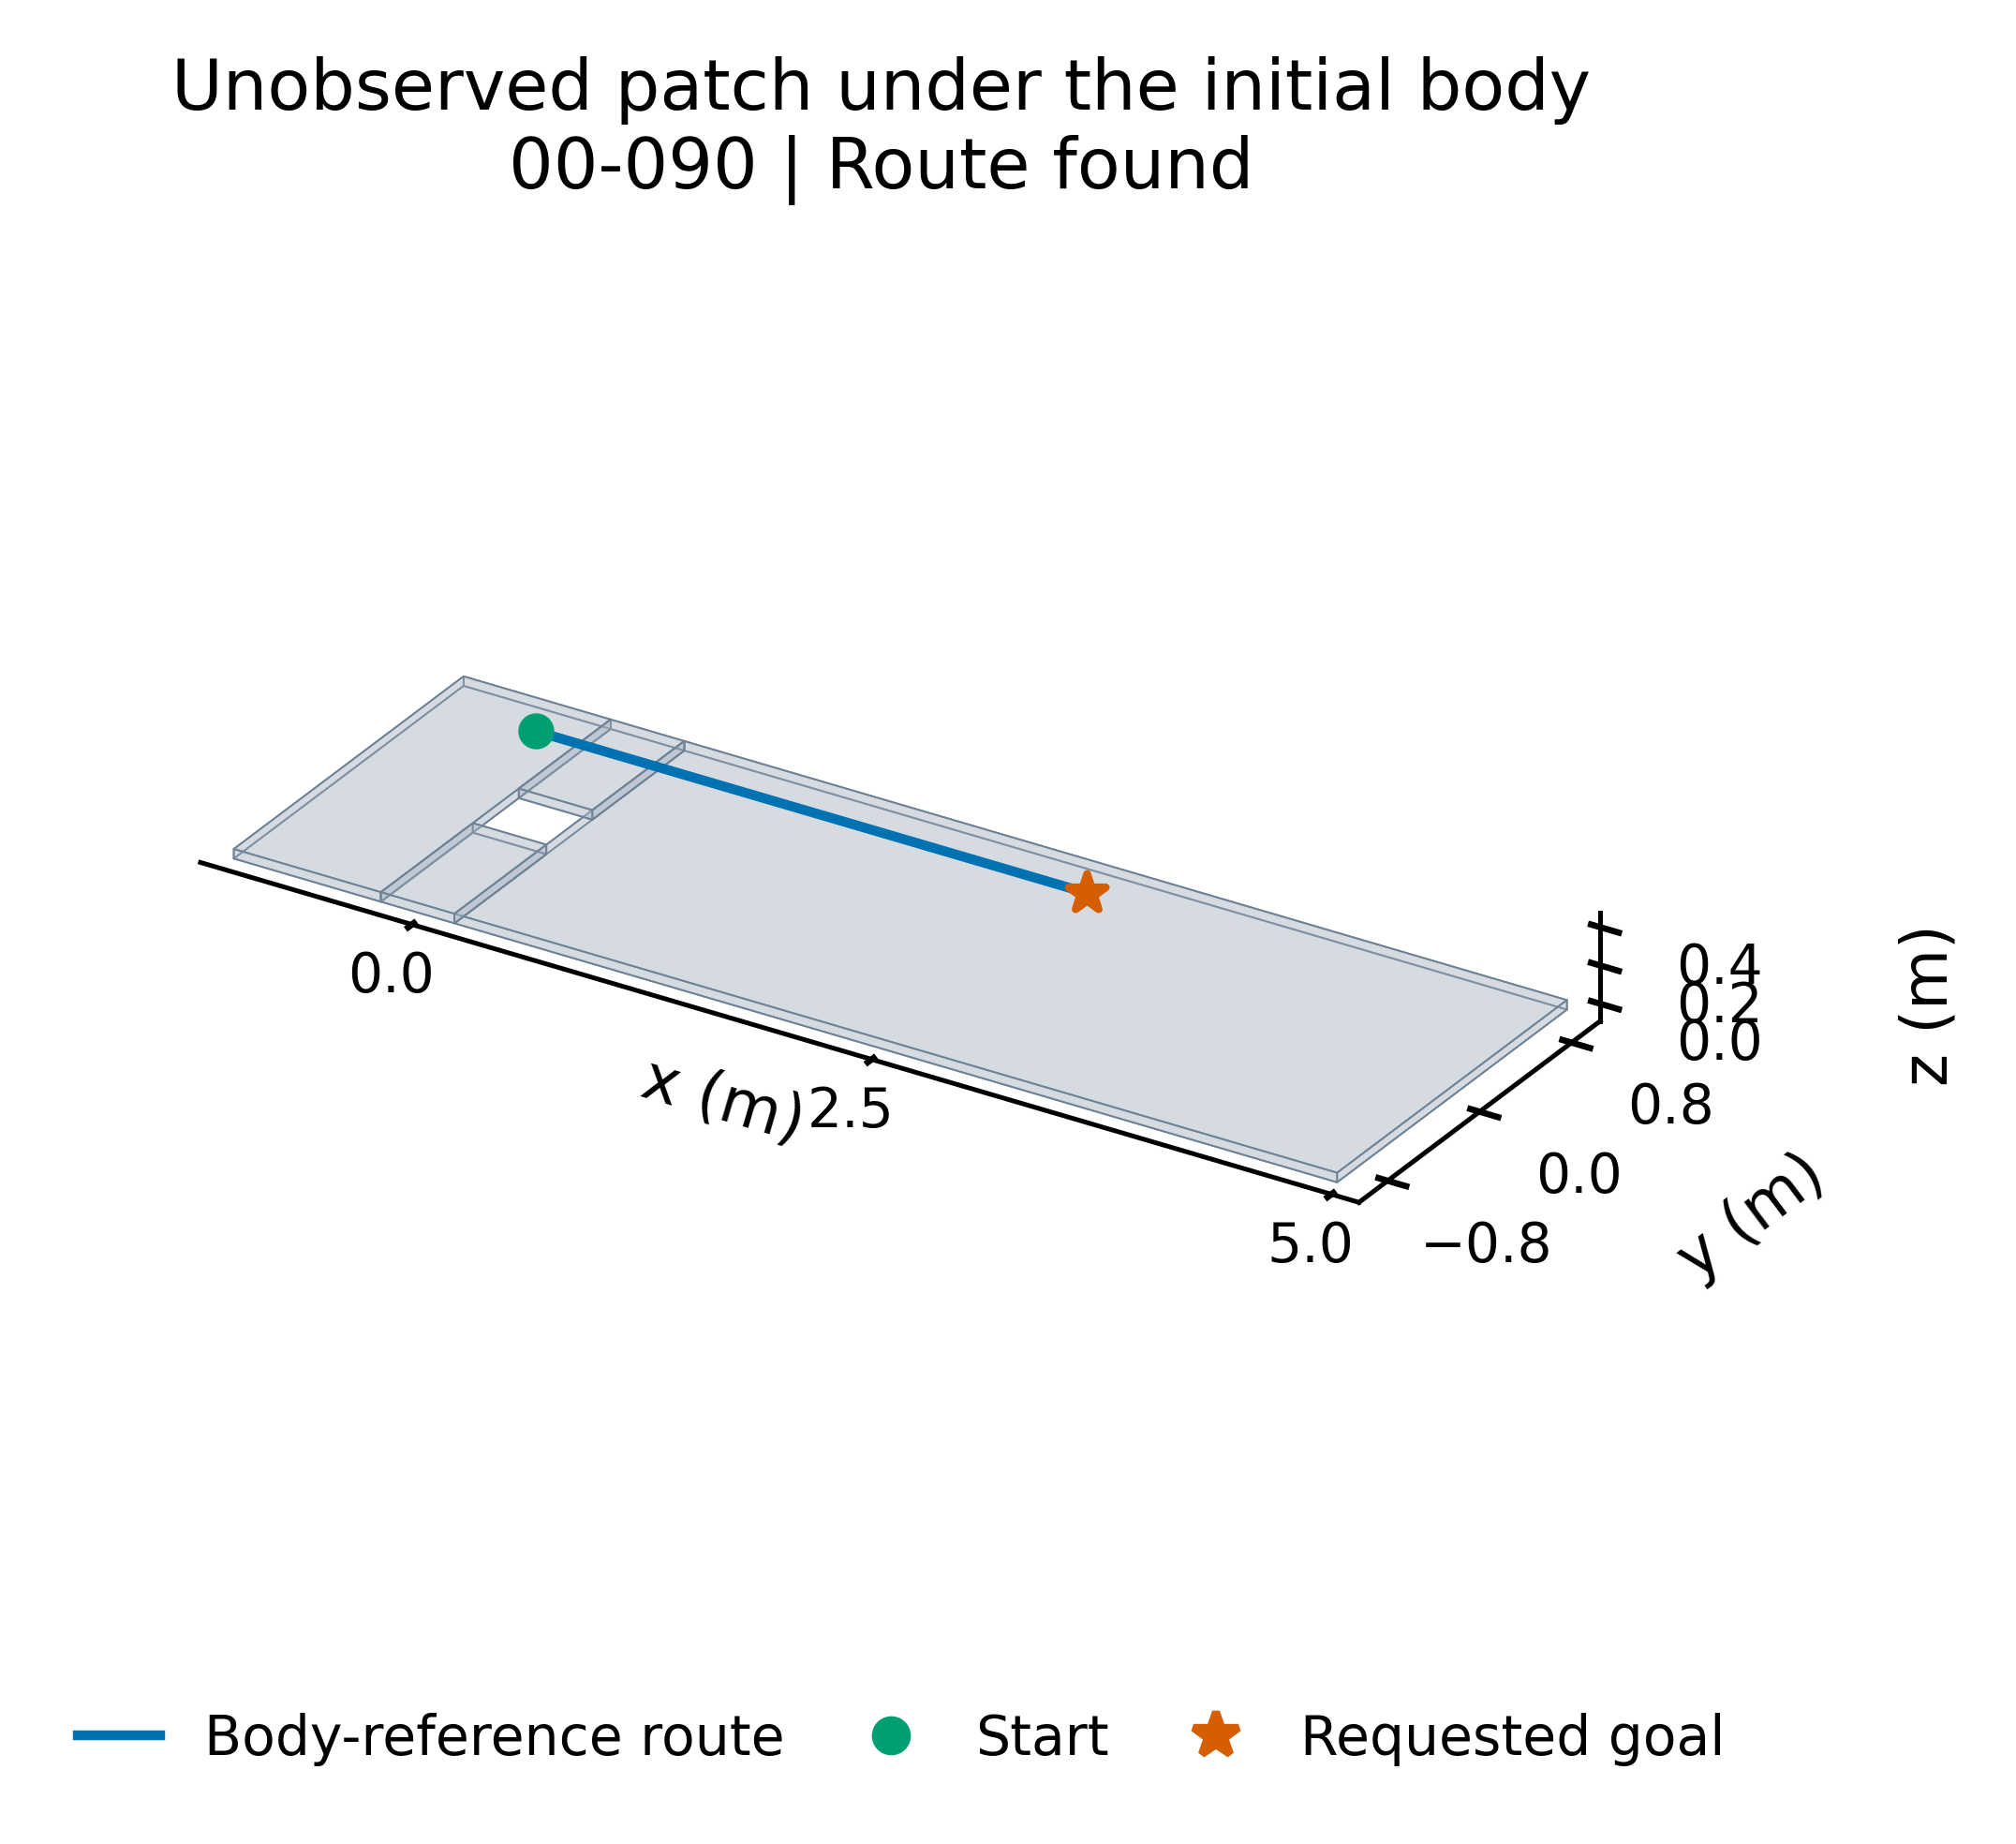 Unobserved patch under the initial body
00-090 | Route found
0.0
x (m)
2.5
5.0
−0.8
0.0
0.8
y (m)
0.0
0.2
0.4
z (m)
Body-reference route
Start
Requested goal